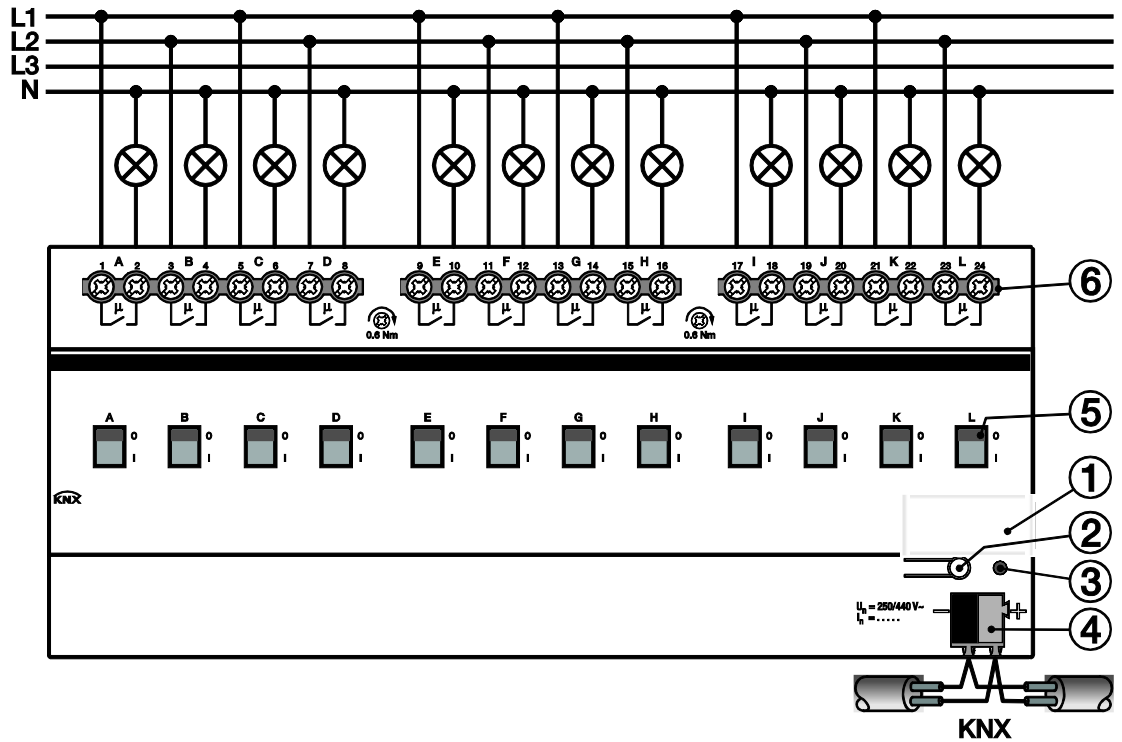 L1
L2
L3
N
1 A 2 3 B 4 5 C 6 7 D 8 9 E 10 11 F 12 13 G 14 15 H 16 17 I 18 19 J 20 21 K 22 23 L 24
6
µ µ µ µ µ µ µ µ µ µ µ µ
0.6 Nm 0.6 Nm
A B C D E F G H I J K L
5
0 0 0 0 0 0 0 0 0 0 0 0
I I I I I I I I I I I I
1
KNX
2
3
Un = 250/440 V~
In = - - - - -
− +
4
KNX